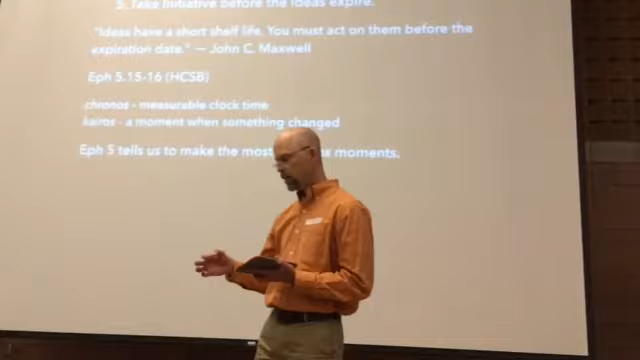 5. Take Initiative before the ideas expire.
"Ideas have a short shelf life. You must act on them before the
expiration date." — John C. Maxwell
Eph 5.15-16 (HCSB)
chronos - measurable clock time
kairos - a moment when something changed
Eph 5 tells us to make the most moments.